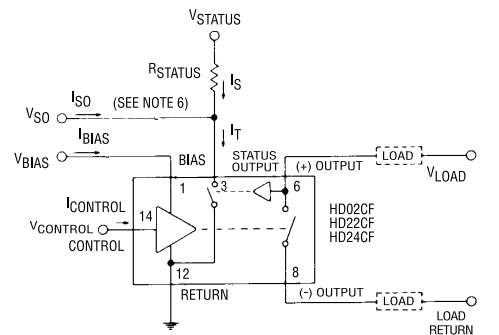 VSTATUS
RSTATUS
IS
ISO
(SEE NOTE 6)
VSO
IT
IBIAS
VBIAS
BIAS
STATUS OUTPUT
(+) OUTPUT
LOAD
VLOAD
1
3
6
ICONTROL
14
VCONTROL
CONTROL
HD02CF
HD22CF
HD24CF
12
8
RETURN
(-) OUTPUT
LOAD
LOAD RETURN